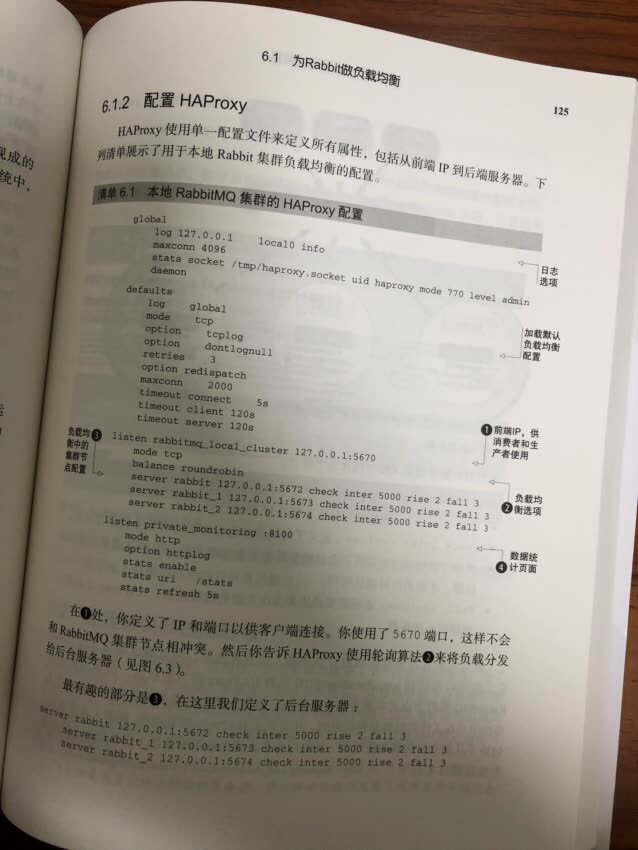 6.1 为Rabbit做负载均衡
125
6.1.2 配置 HAProxy
HAProxy 使用单一配置文件来定义所有属性，包括从前端 IP 到后端服务器。下
列清单展示了用于本地 Rabbit 集群负载均衡的配置。
清单 6.1 本地 RabbitMQ 集群的 HAProxy 配置
global
log 127.0.0.1 local0 info
maxconn 4096
stats socket /tmp/haproxy.socket uid haproxy mode 770 level admin
daemon
日志
选项
defaults
log global
mode tcp
option tcplog
option dontlognull
retries 3
option redispatch
maxconn 2000
timeout connect 5s
timeout client 120s
timeout server 120s
加载默认
负载均衡
配置
listen rabbitmq_local_cluster 127.0.0.1:5670
mode tcp
balance roundrobin
server rabbit 127.0.0.1:5672 check inter 5000 rise 2 fall 3
server rabbit_1 127.0.0.1:5673 check inter 5000 rise 2 fall 3
server rabbit_2 127.0.0.1:5674 check inter 5000 rise 2 fall 3
❶ 前端IP，供
消费者和生
产者使用
负载均 ❸
衡中的
集群节
点配置
负载均
❷ 衡选项
listen private_monitoring :8100
mode http
option httplog
stats enable
stats uri /stats
stats refresh 5s
数据统
❹ 计页面
在❶处，你定义了 IP 和端口以供客户端连接。你使用了 5670 端口，这样不会
和 RabbitMQ 集群节点相冲突。然后你告诉 HAProxy 使用轮询算法❷来将负载分发
给后台服务器（见图 6.3）。
最有趣的部分是❸，在这里我们定义了后台服务器：
server rabbit 127.0.0.1:5672 check inter 5000 rise 2 fall 3
server rabbit_1 127.0.0.1:5673 check inter 5000 rise 2 fall 3
server rabbit_2 127.0.0.1:5674 check inter 5000 rise 2 fall 3
成的
统中，